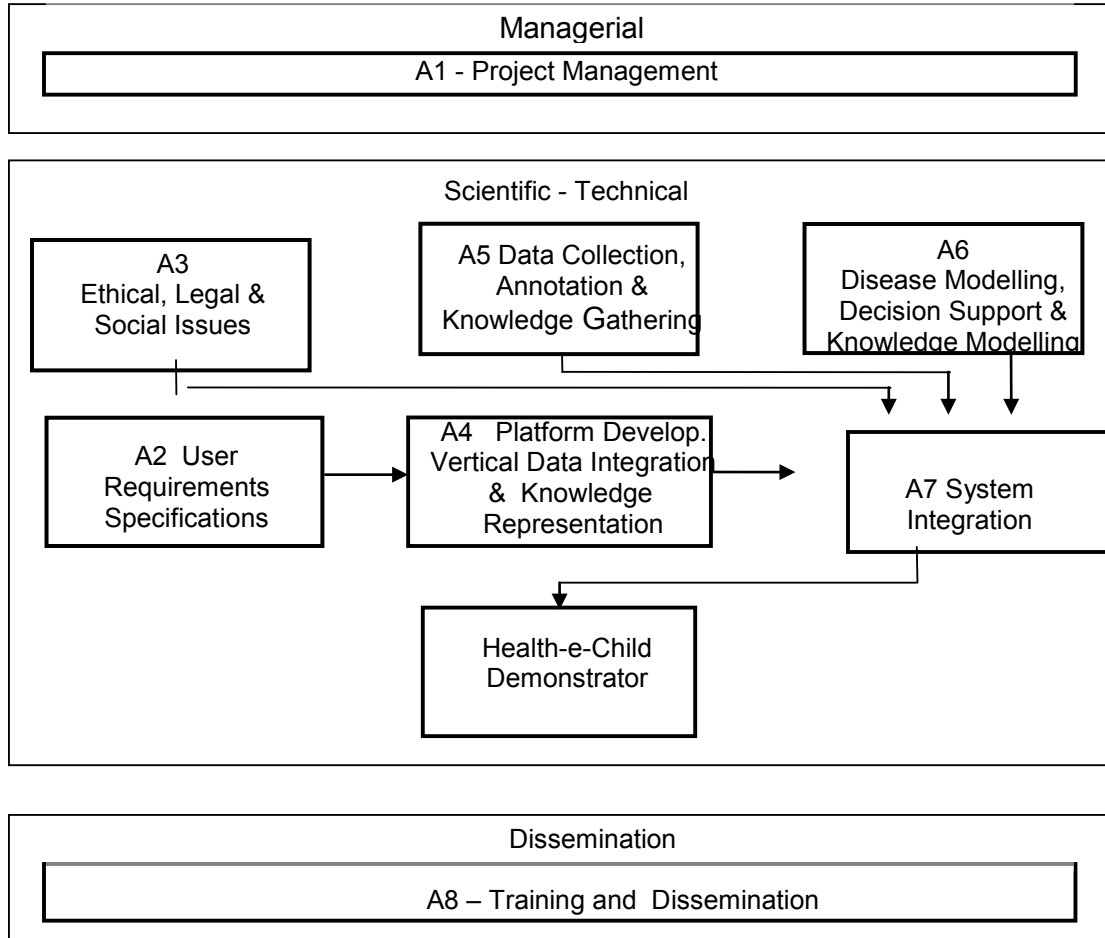 Managerial
A1 - Project Management
Scientific - Technical
A3
Ethical, Legal &
Social Issues
A5 Data Collection,
Annotation &
Knowledge Gathering
A6
Disease Modelling,
Decision Support &
Knowledge Modelling
A2 User
Requirements
Specifications
A4 Platform Develop.
Vertical Data Integration
& Knowledge
Representation
A7 System
Integration
Health-e-Child
Demonstrator
Dissemination
A8 – Training and Dissemination